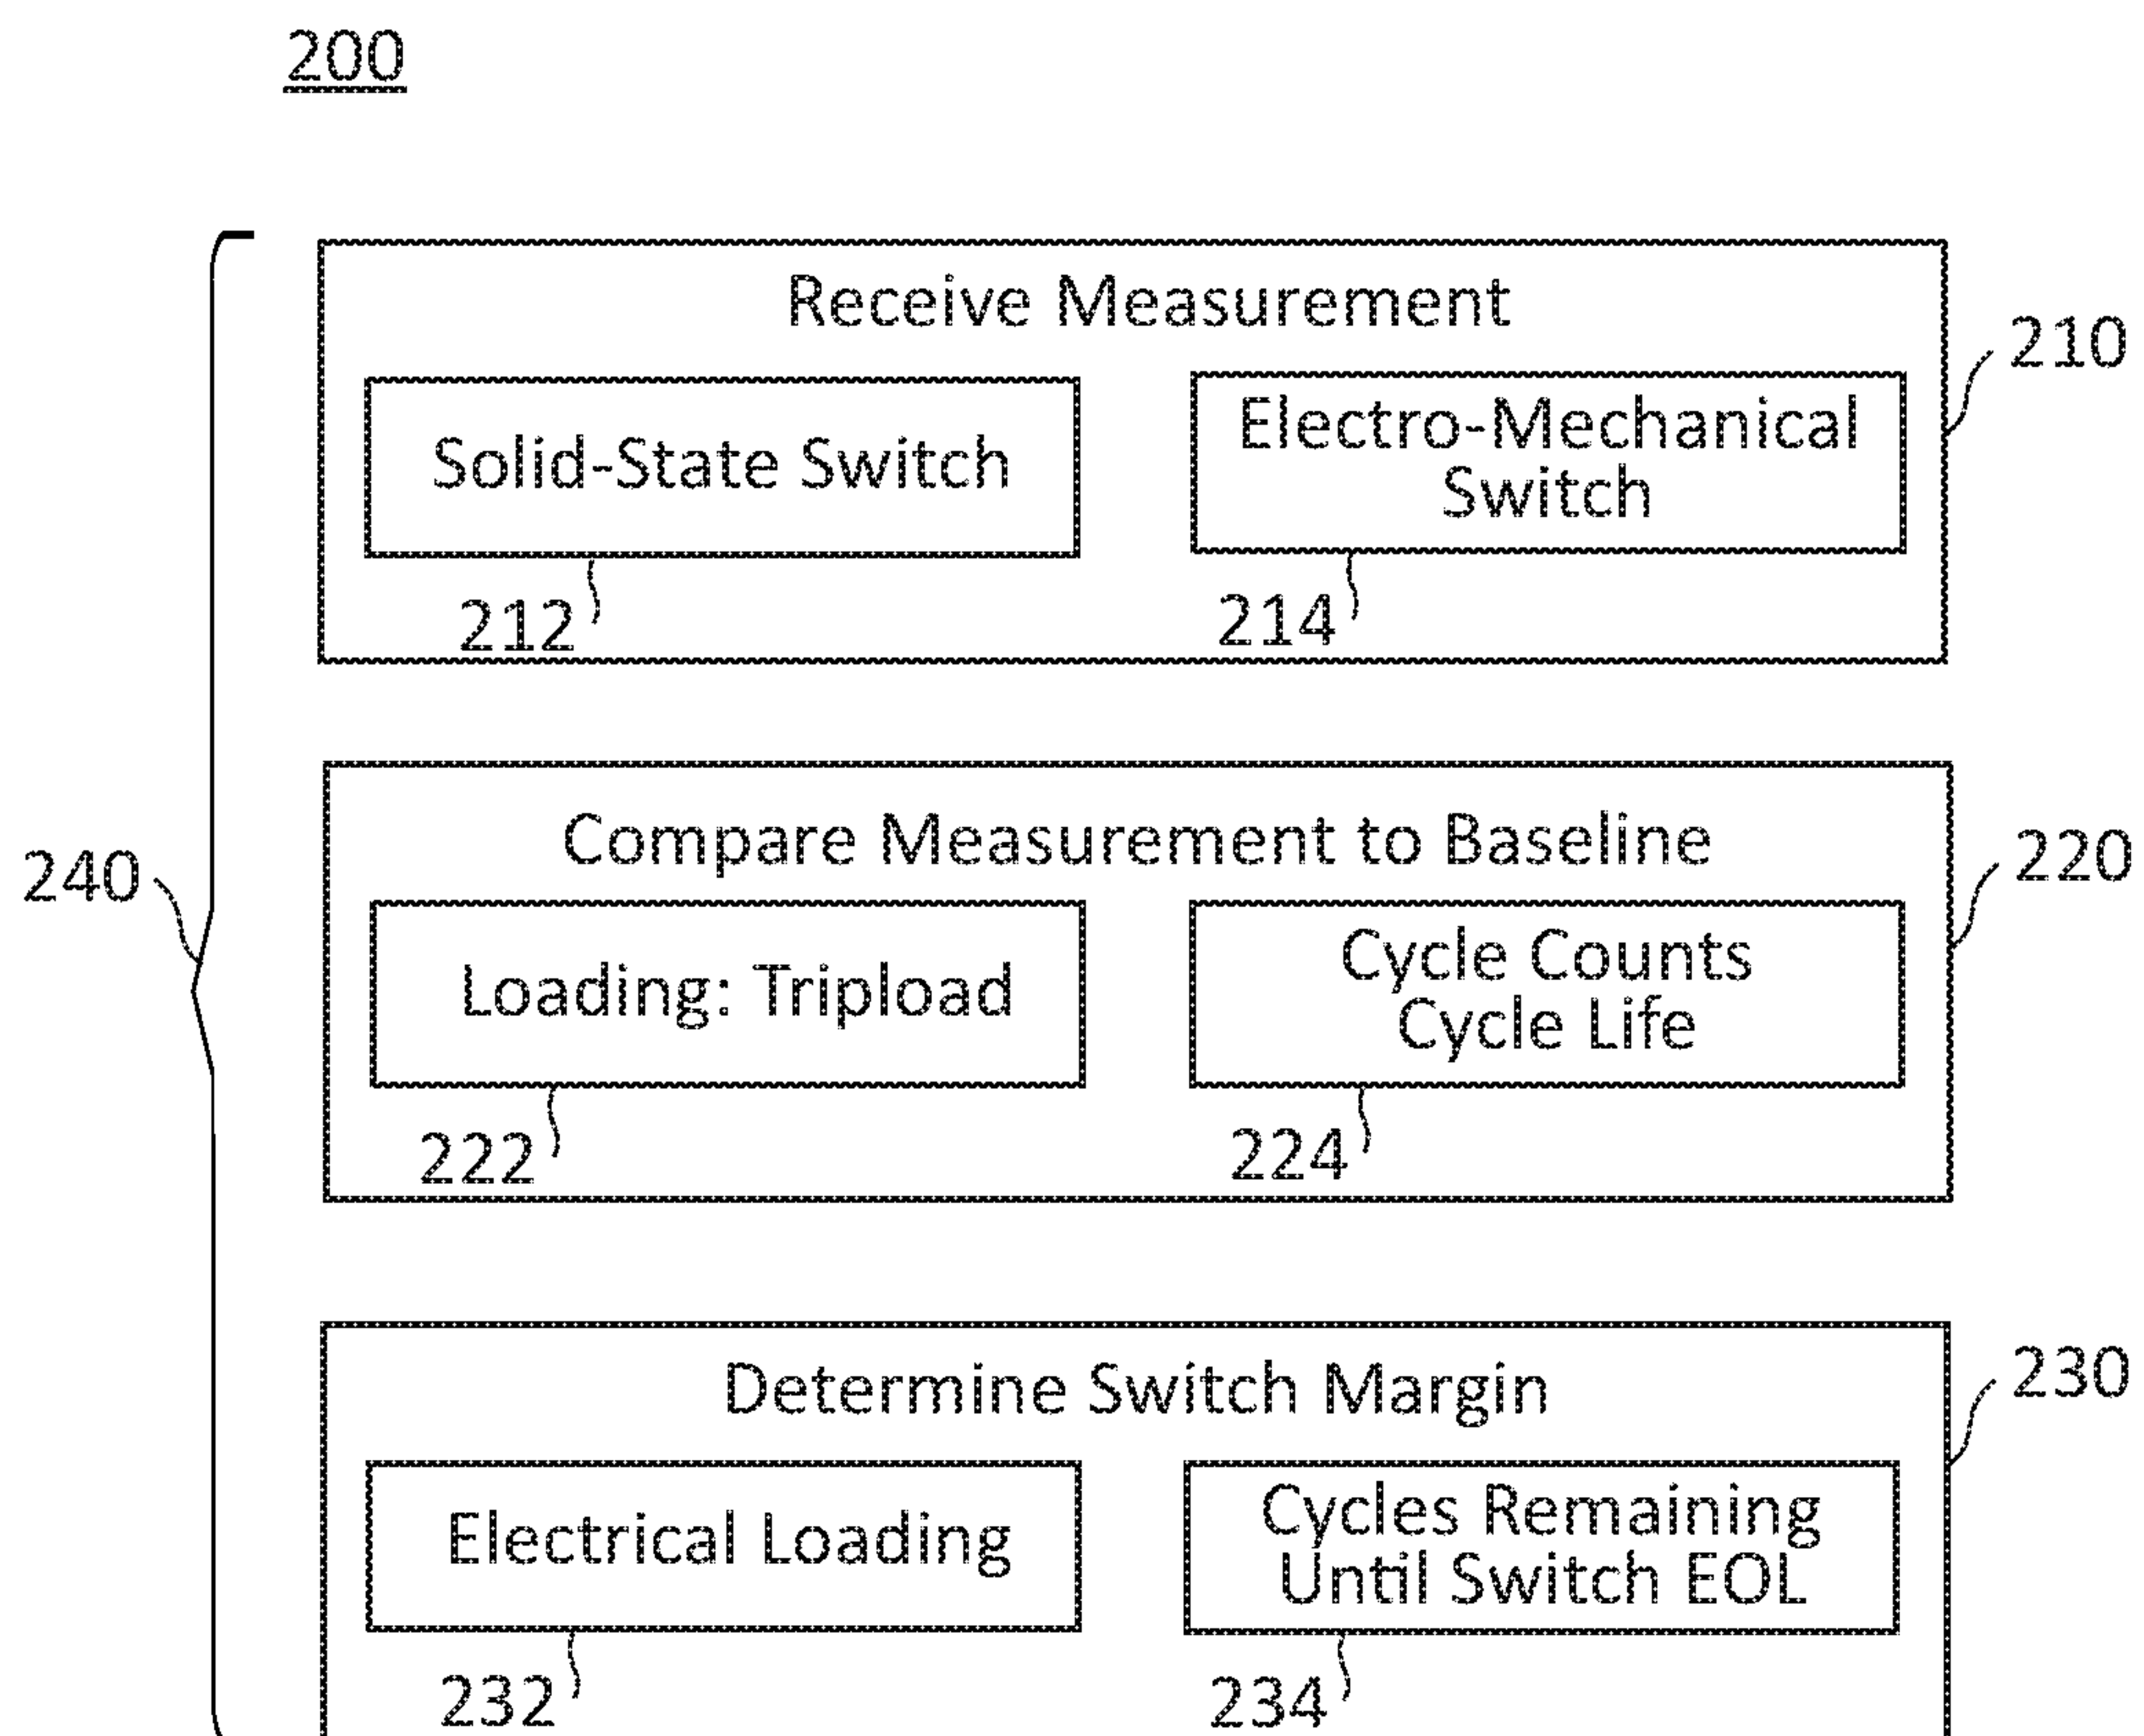 200
Receive Measurement
210
Solid-State Switch
Electro-Mechanical
Switch
212
214
Compare Measurement to Baseline
220
240
Loading: Tripload
Cycle Counts
Cycle Life
222
224
Determine Switch Margin
230
Electrical Loading
Cycles Remaining
Until Switch EOL
232
234